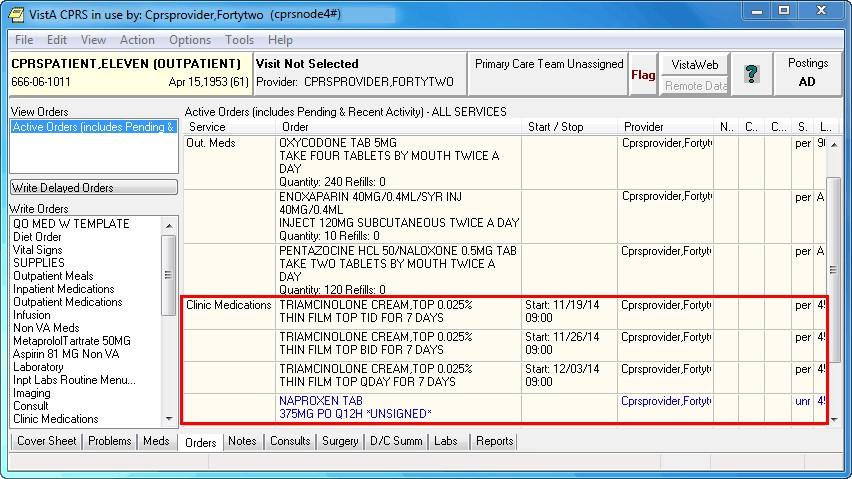 VistA CPRS in use by: Cprsprovider,Fortytwo (cprsnode4#)
File Edit View Action Options Tools Help
CPRSPATIENT,ELEVEN (OUTPATIENT)
666-06-1011 Apr 15,1953 (61)
Visit Not Selected
Provider: CPRSPROVIDER,FORTYTWO
Primary Care Team Unassigned
Flag
VistaWeb
Remote Data
?
Postings
AD
View Orders
Active Orders (includes Pending &
Write Delayed Orders
Write Orders
QO MED W TEMPLATE
Diet Order
Vital Signs
SUPPLIES
Outpatient Meals
Inpatient Medications
Outpatient Medications
Infusion
Non VA Meds
MetaprololTartrate 50MG
Aspirin 81 MG Non VA
Laboratory
Inpt Labs Routine Menu...
Imaging
Consult
Clinic Medications
Active Orders (includes Pending & Recent Activity) - ALL SERVICES
Service Order Start / Stop Provider N.. C.. C... S. L..
Out. Meds OXYCODONE TAB 5MG Cprsprovider,Fortyt per
TAKE FOUR TABLETS BY MOUTH TWICE A
DAY
Quantity: 240 Refills: 0
ENOXAPARIN 40MG/0.4ML/SYR INJ Cprsprovider,Fortyt per A
40MG/0.4ML
INJECT 120MG SUBCUTANEOUS TWICE A DAY
Quantity: 10 Refills: 0
PENTAZOCINE HCL 50/NALOXONE 0.5MG TAB Cprsprovider,Fortyt per A
TAKE TWO TABLETS BY MOUTH TWICE A
DAY
Quantity: 120 Refills: 0
Clinic Medications TRIAMCINOLONE CREAM,TOP 0.025% Start: 11/19/14 Cprsprovider,Fortyt per 45
THIN FILM TOP TID FOR 7 DAYS 09:00
TRIAMCINOLONE CREAM,TOP 0.025% Start: 11/26/14 Cprsprovider,Fortyt per 45
THIN FILM TOP BID FOR 7 DAYS 09:00
TRIAMCINOLONE CREAM,TOP 0.025% Start: 12/03/14 Cprsprovider,Fortyt per 45
THIN FILM TOP QDAY FOR 7 DAYS 09:00
NAPROXEN TAB Cprsprovider,Fortyt unr 45
375MG PO Q12H *UNSIGNED*
Cover Sheet Problems Meds Orders Notes Consults Surgery D/C Summ Labs Reports